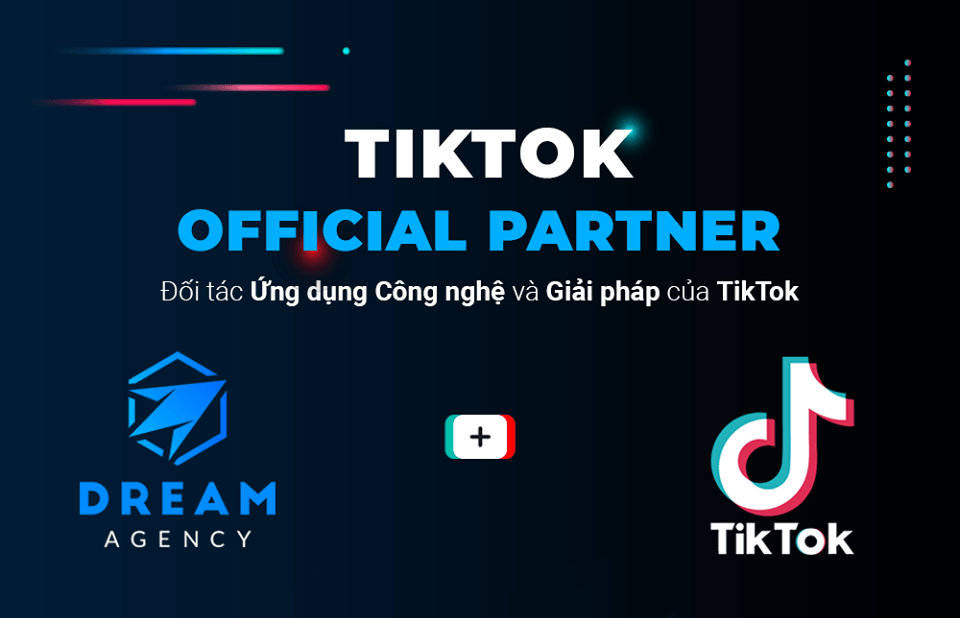 TIKTOK
OFFICIAL PARTNER
Đối tác Ứng dụng Công nghệ và Giải pháp của TikTok
DREAM
AGENCY
TikTok